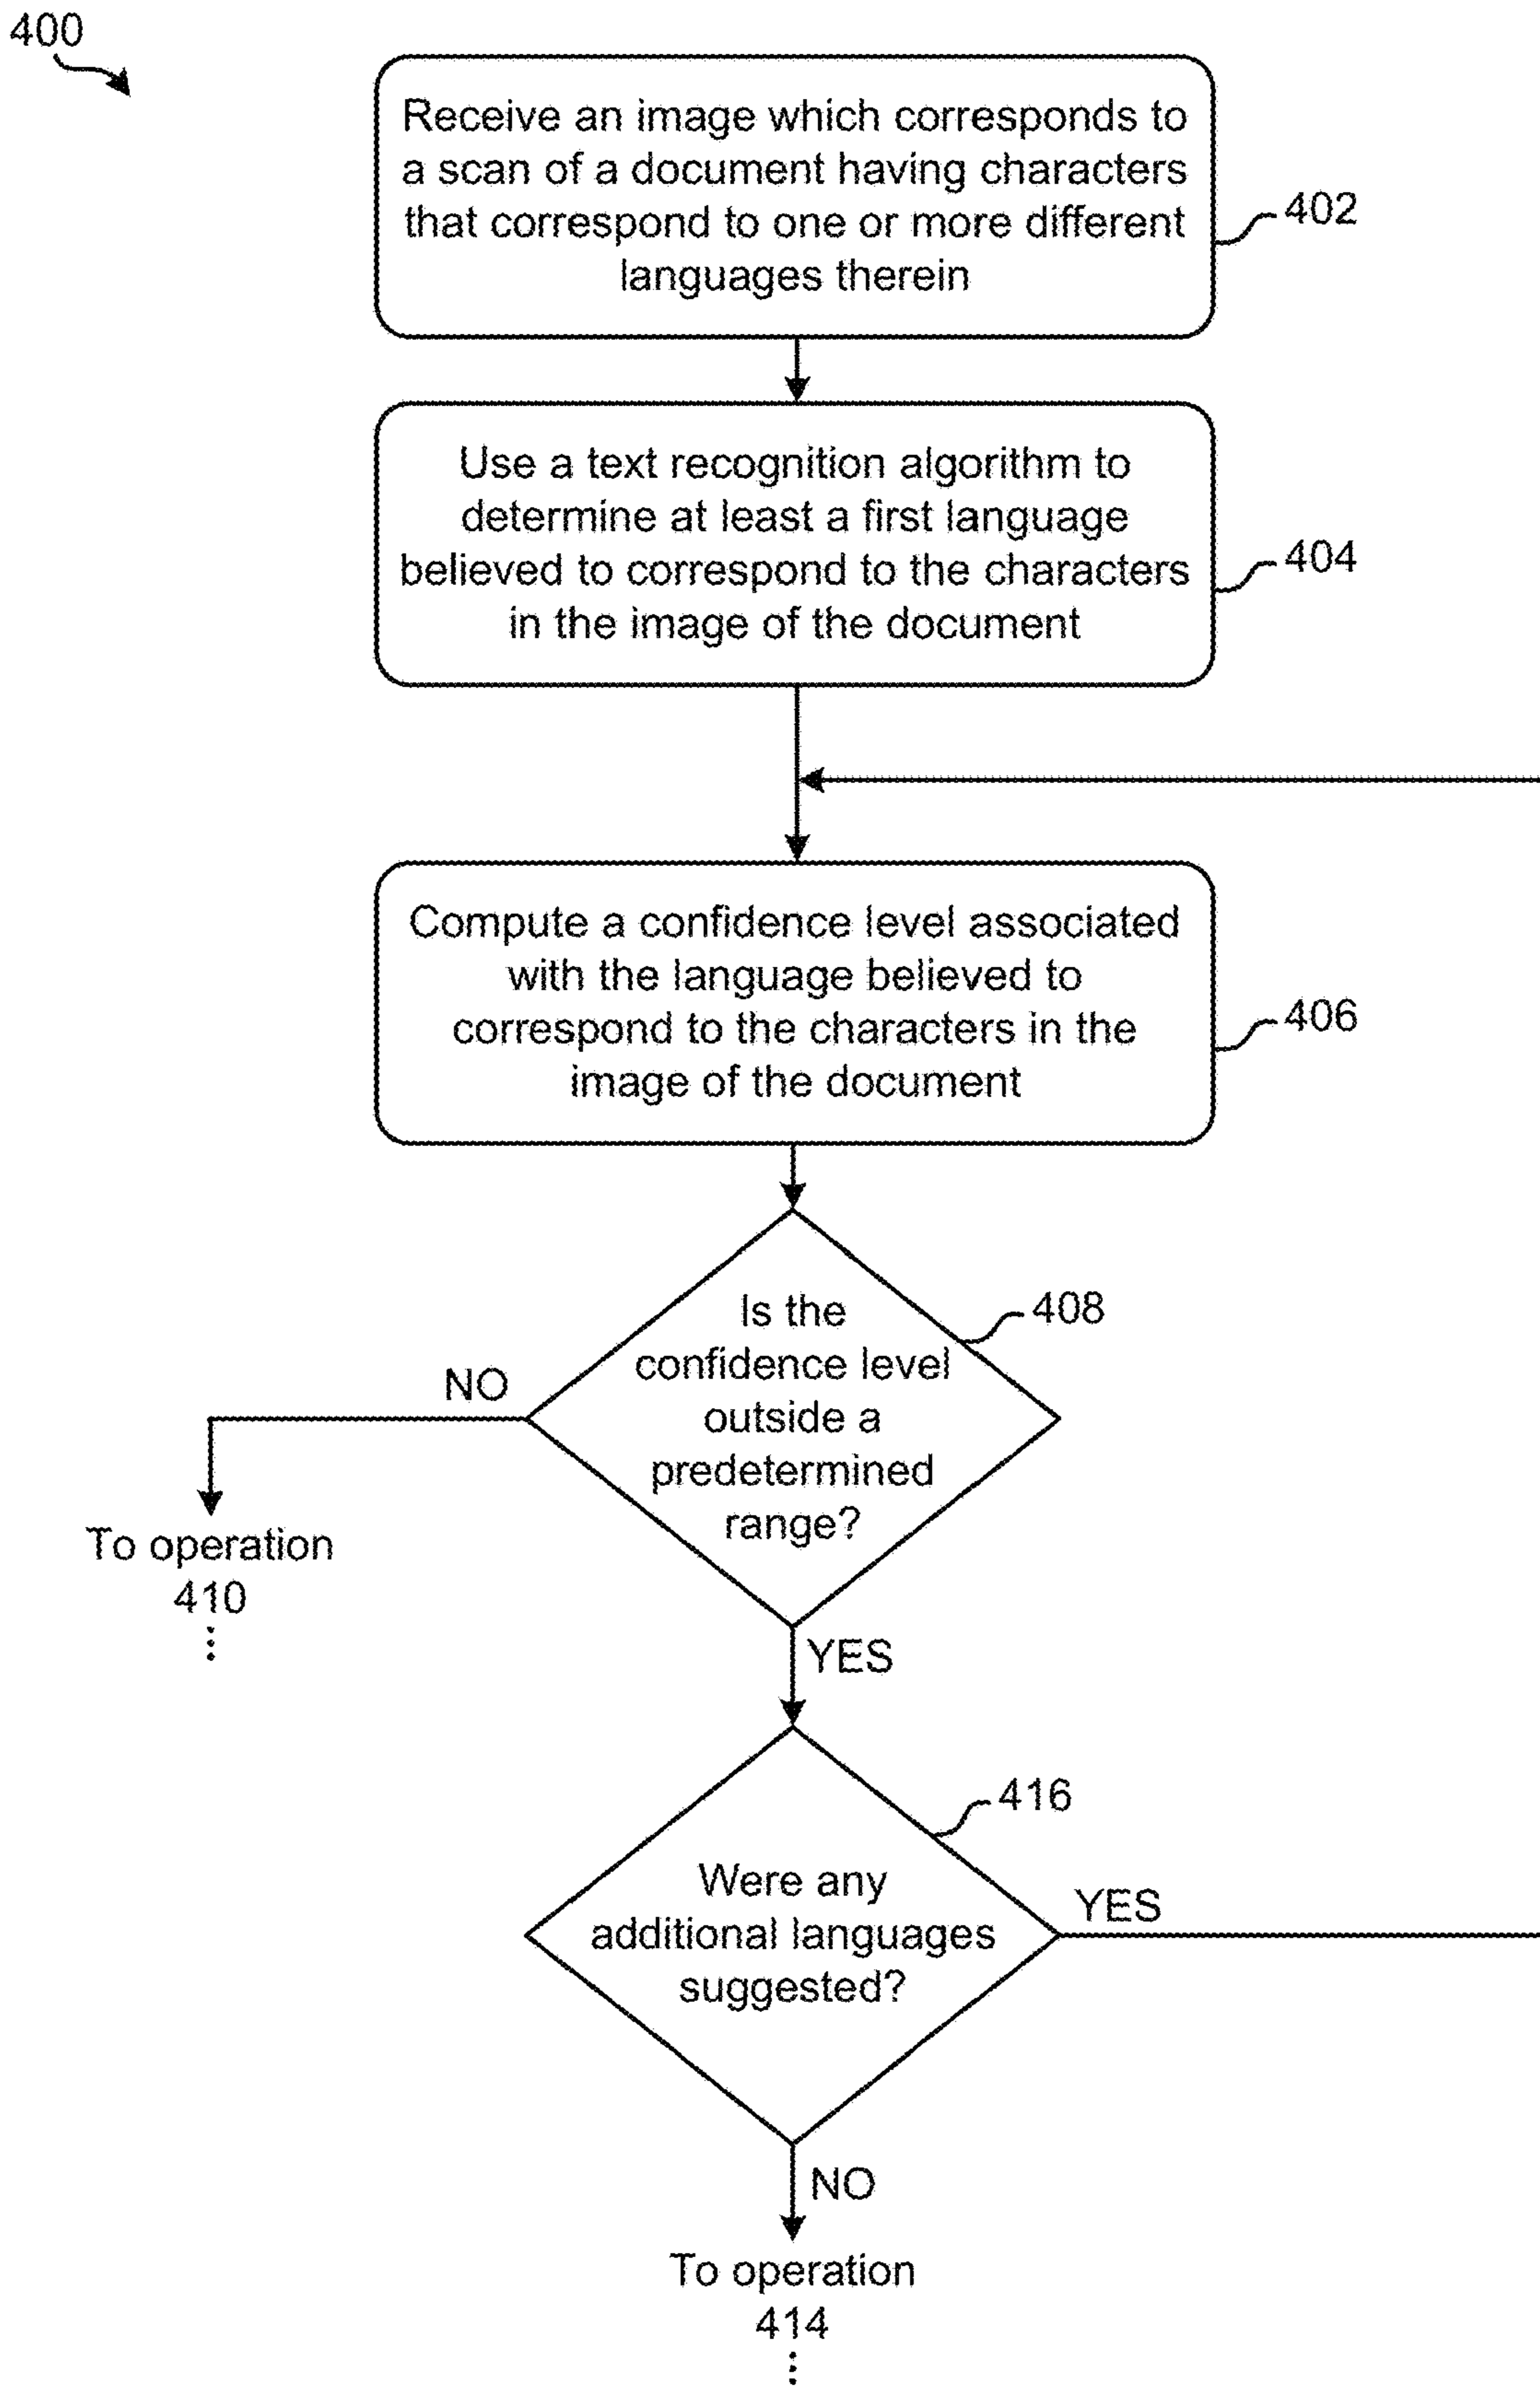 400
Receive an image which corresponds to
a scan of a document having characters
that correspond to one or more different
languages therein
402
Use a text recognition algorithm to
determine at least a first language
believed to correspond to the characters
in the image of the document
404
Compute a confidence level associated
with the language believed to
correspond to the characters in the
image of the document
406
Is the
confidence level
outside a
predetermined
range?
408
NO
To operation
410
⋮
YES
Were any
additional languages
suggested?
416
YES
NO
To operation
414
⋮